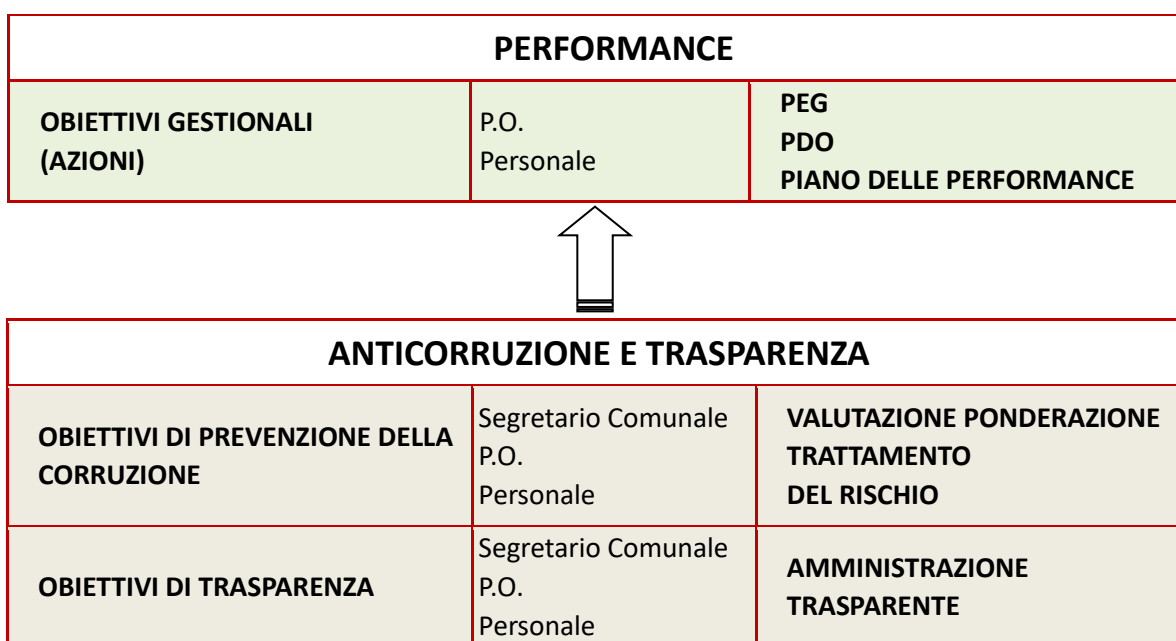 PERFORMANCE
OBIETTIVI GESTIONALI
(AZIONI)
P.O.
Personale
PEG
PDO
PIANO DELLE PERFORMANCE
ANTICORRUZIONE E TRASPARENZA
OBIETTIVI DI PREVENZIONE DELLA
CORRUZIONE
Segretario Comunale
P.O.
Personale
VALUTAZIONE PONDERAZIONE
TRATTAMENTO
DEL RISCHIO
OBIETTIVI DI TRASPARENZA
Segretario Comunale
P.O.
Personale
AMMINISTRAZIONE
TRASPARENTE